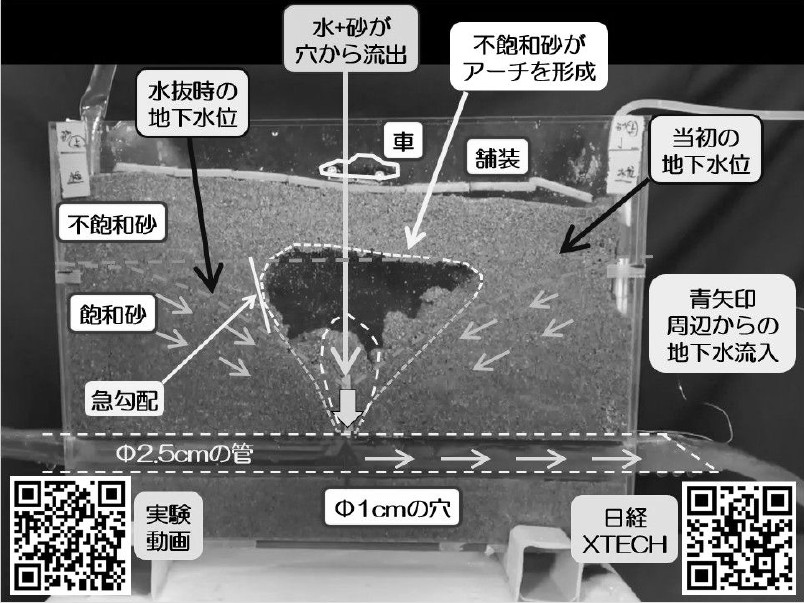 水+砂が
穴から流出
不飽和砂が
アーチを形成
水抜時の
地下水位
車
舗装
当初の
地下水位
不飽和砂
飽和砂
青矢印
周辺からの
地下水流入
急勾配
Φ2.5cmの管
Φ1cmの穴
実験
動画
日経
XTECH